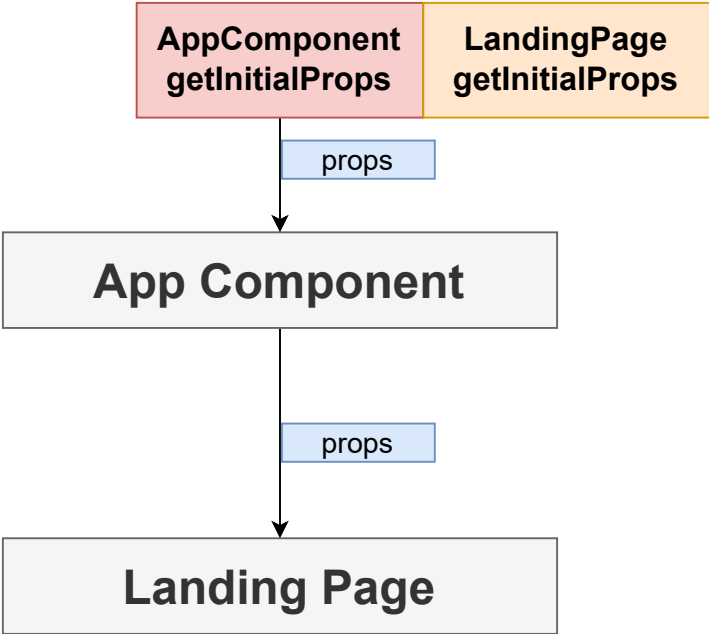 AppComponent
getInitialProps
LandingPage
getInitialProps
props
App Component
props
Landing Page